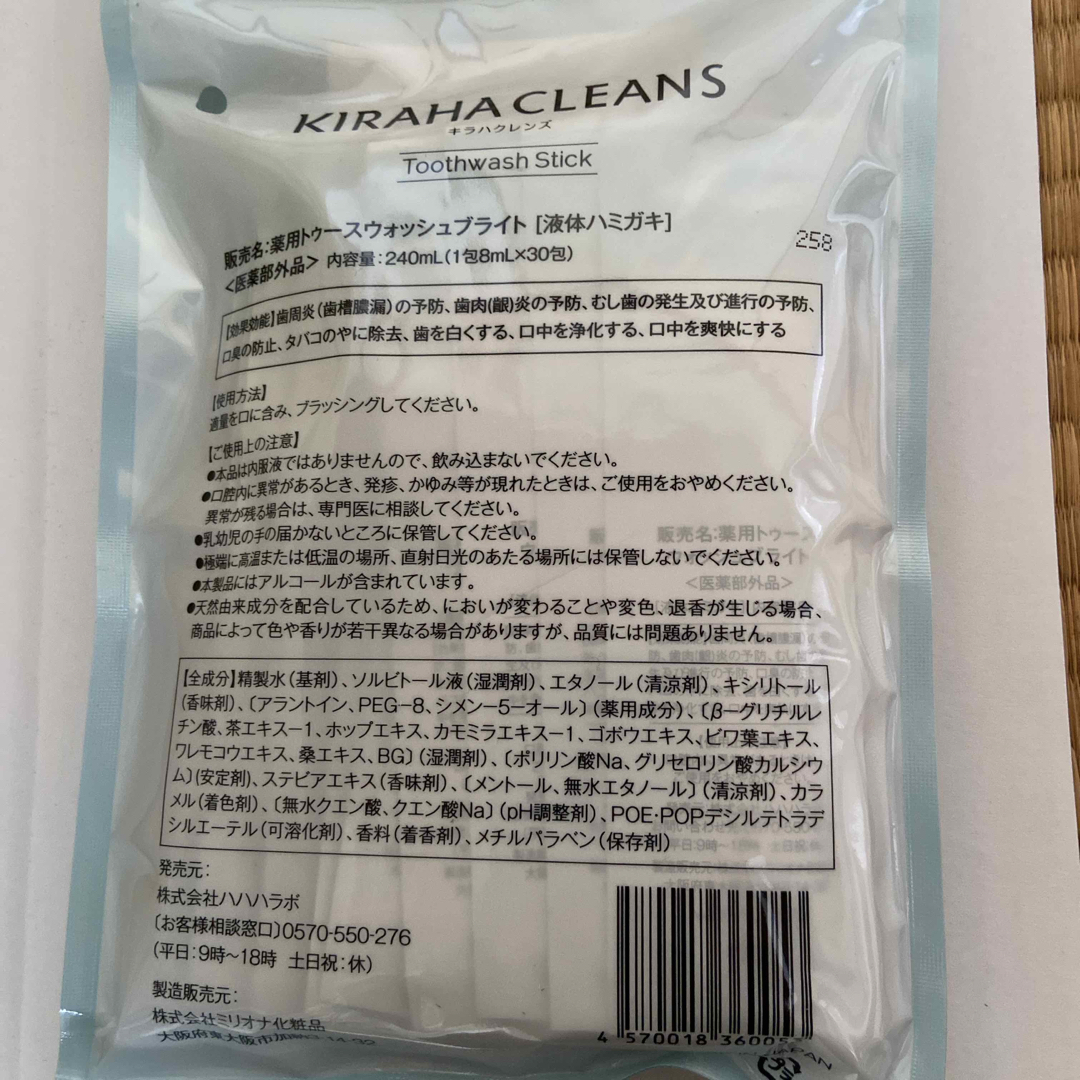 KIRAHA CLEANS
キラハクレンズ
Toothwash Stick
販売名:薬用トゥースウォッシュブライト [液体ハミガキ]
258
<医薬部外品> 内容量:240mL(1包8mL×30包)
【効果効能】歯周炎(歯槽膿漏)の予防、歯肉(齦)炎の予防、むし歯の発生及び進行の予防、
口臭の防止、タバコのやに除去、歯を白くする、口中を浄化する、口中を爽快にする
【使用方法】
適量を口に含み、ブラッシングしてください。
【ご使用上の注意】
●本品は内服液ではありませんので、飲み込まないでください。
●口腔内に異常があるとき、発疹、かゆみ等が現れたときは、ご使用をおやめください。
異常が残る場合は、専門医に相談してください。
●乳幼児の手の届かないところに保管してください。
●極端に高温または低温の場所、直射日光のあたる場所には保管しないでください。
●本製品にはアルコールが含まれています。
●天然由来成分を配合しているため、においが変わることや変色、退香が生じる場合、
商品によって色や香りが若干異なる場合がありますが、品質には問題ありません。
販売名:薬用トゥース
<医薬部外品>
【全成分】精製水(基剤)、ソルビトール液(湿潤剤)、エタノール(清涼剤)、キシリトール
(香味剤)、〔アラントイン、PEG-8、シメン-5-オール〕(薬用成分)、〔β-グリチルレ
チン酸、茶エキス-1、ホップエキス、カモミラエキス-1、ゴボウエキス、ビワ葉エキス、
ワレモコウエキス、桑エキス、BG〕(湿潤剤)、〔ポリリン酸Na、グリセロリン酸カルシウ
ム〕(安定剤)、ステビアエキス(香味剤)、〔メントール、無水エタノール〕(清涼剤)、カラ
メル(着色剤)、〔無水クエン酸、クエン酸Na〕(pH調整剤)、POE・POPデシルテトラデ
シルエーテル(可溶化剤)、香料(着香剤)、メチルパラベン(保存剤)
発売元:
株式会社ハハハラボ
〔お客様相談窓口〕0570-550-276
(平日:9時〜18時 土日祝:休)
製造販売元:
株式会社ミリオナ化粧品
大阪府東大阪市加納
4 570018 36005
JAPAN